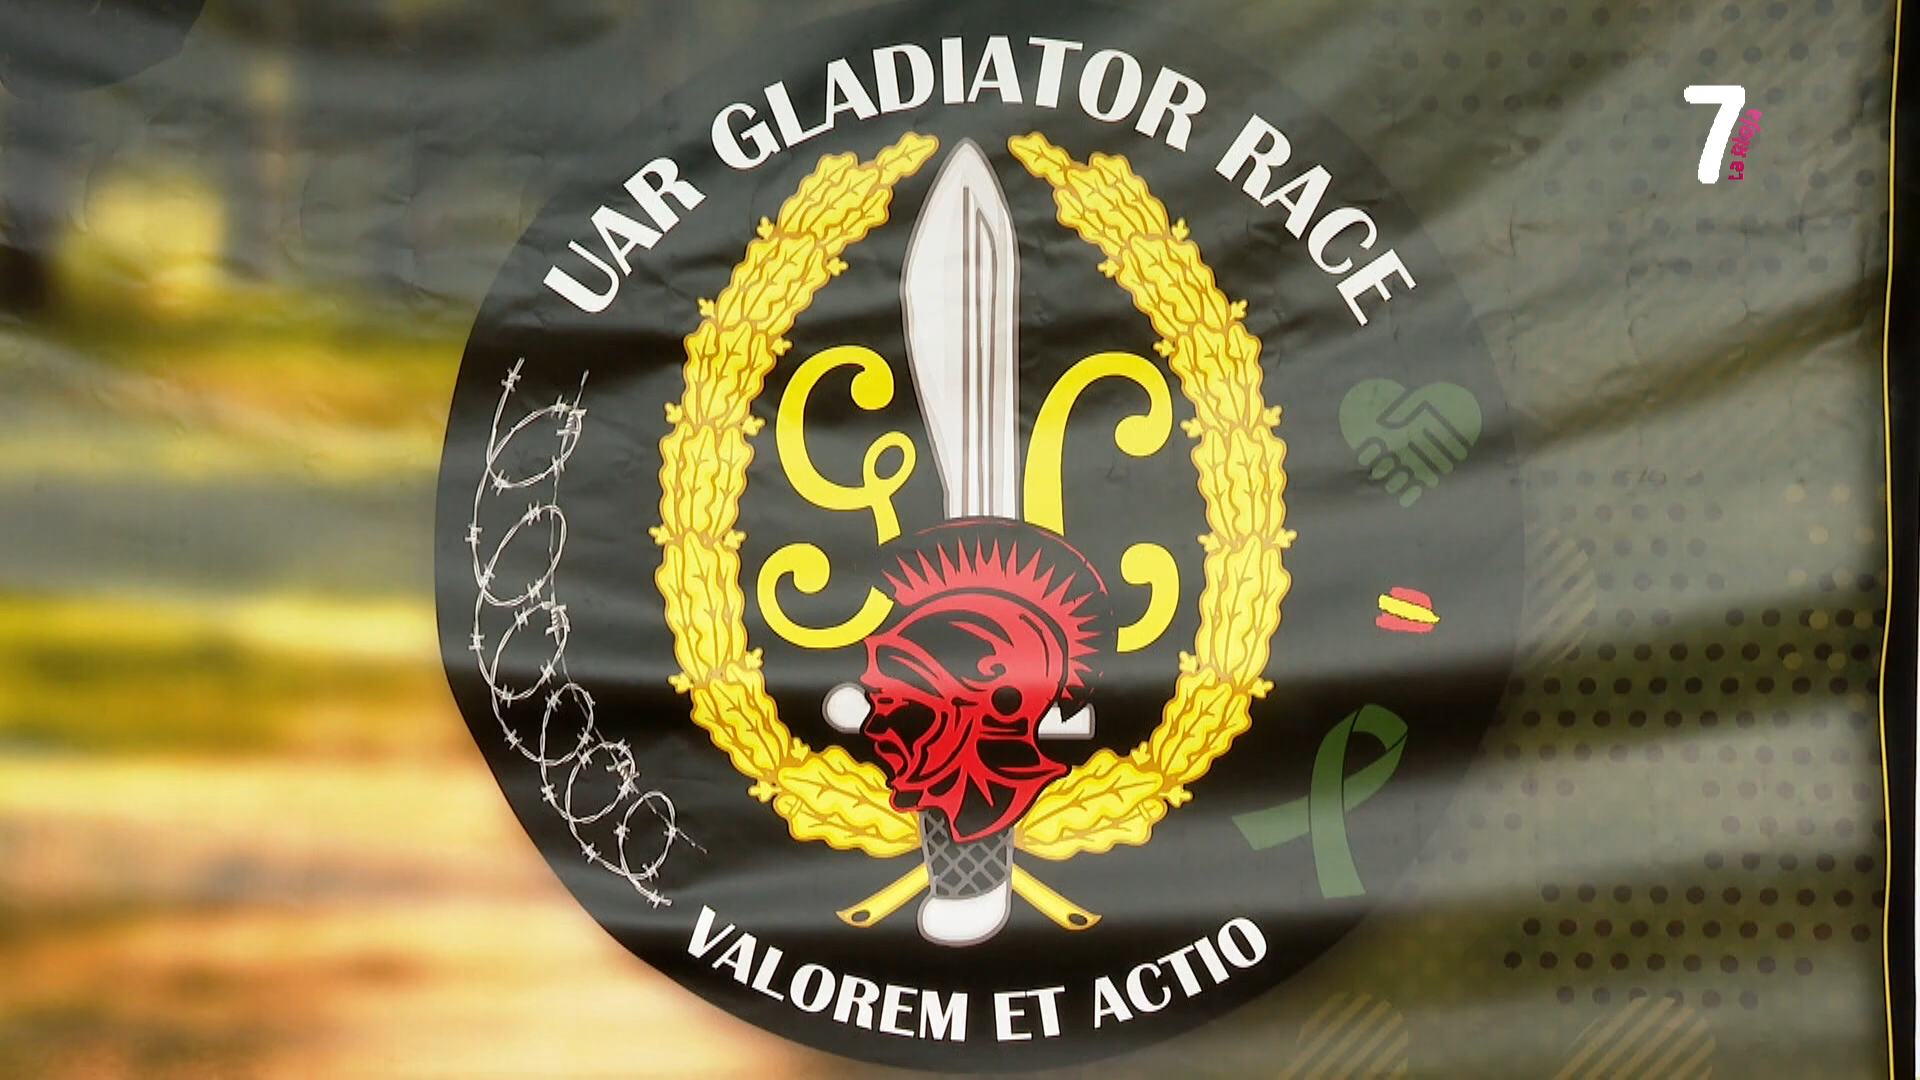 UAR GLADIATOR RACE
7
La Rioja
VALOREM ET ACTIO